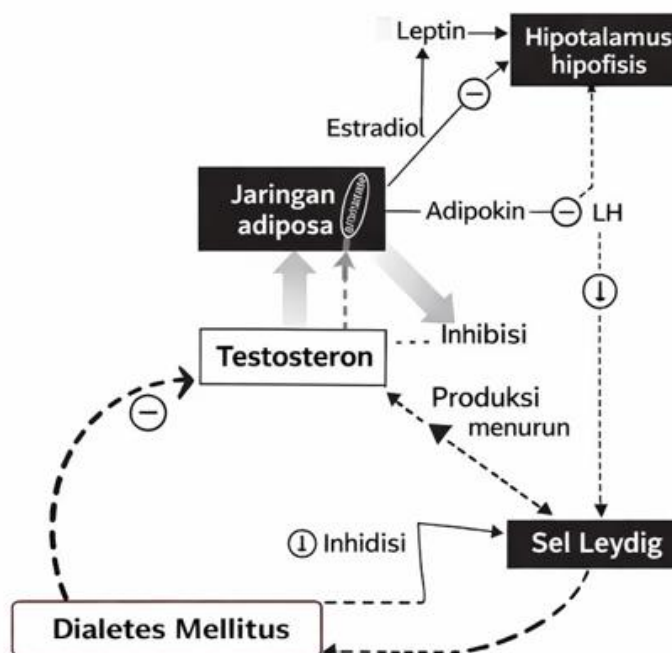 Leptin
Hipotalamus
hipofisis
Estradiol
Jaringan
adiposa
Adipokin
LH
Inhibisi
Testosteron
Produksi
menurun
Inhidisi
Sel Leydig
Dialetes Mellitus